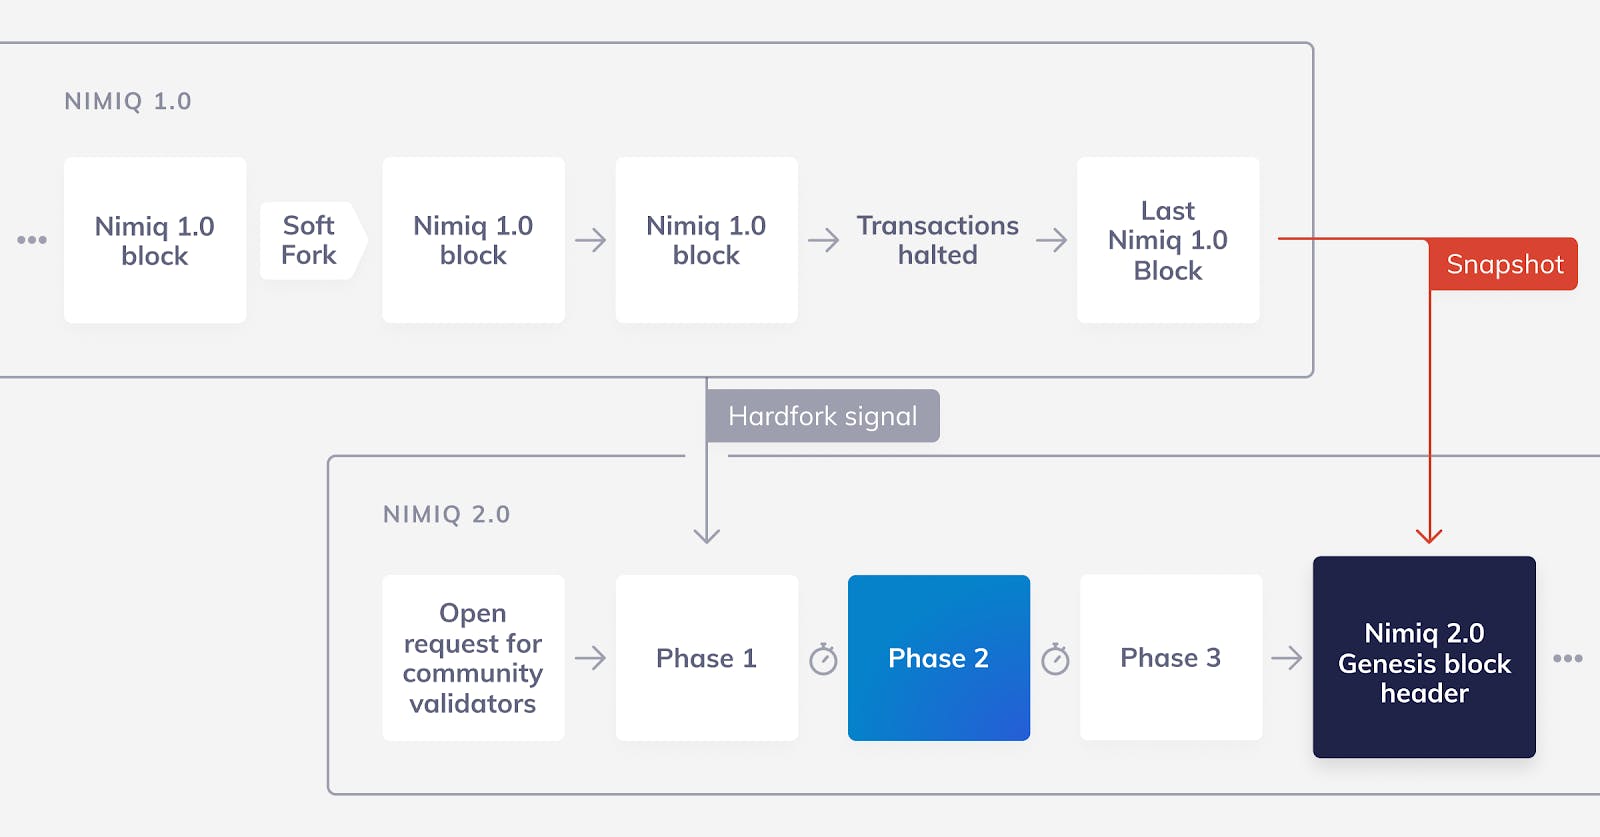 NIMIQ 1.0
Nimiq 1.0
block
Soft
Fork
Nimiq 1.0
block
Nimiq 1.0
block
Transactions
halted
Last
Nimiq 1.0
Block
Snapshot
Hardfork signal
NIMIQ 2.0
Open
request for
community
validators
Phase 1
Phase 2
Phase 3
Nimiq 2.0
Genesis block
header